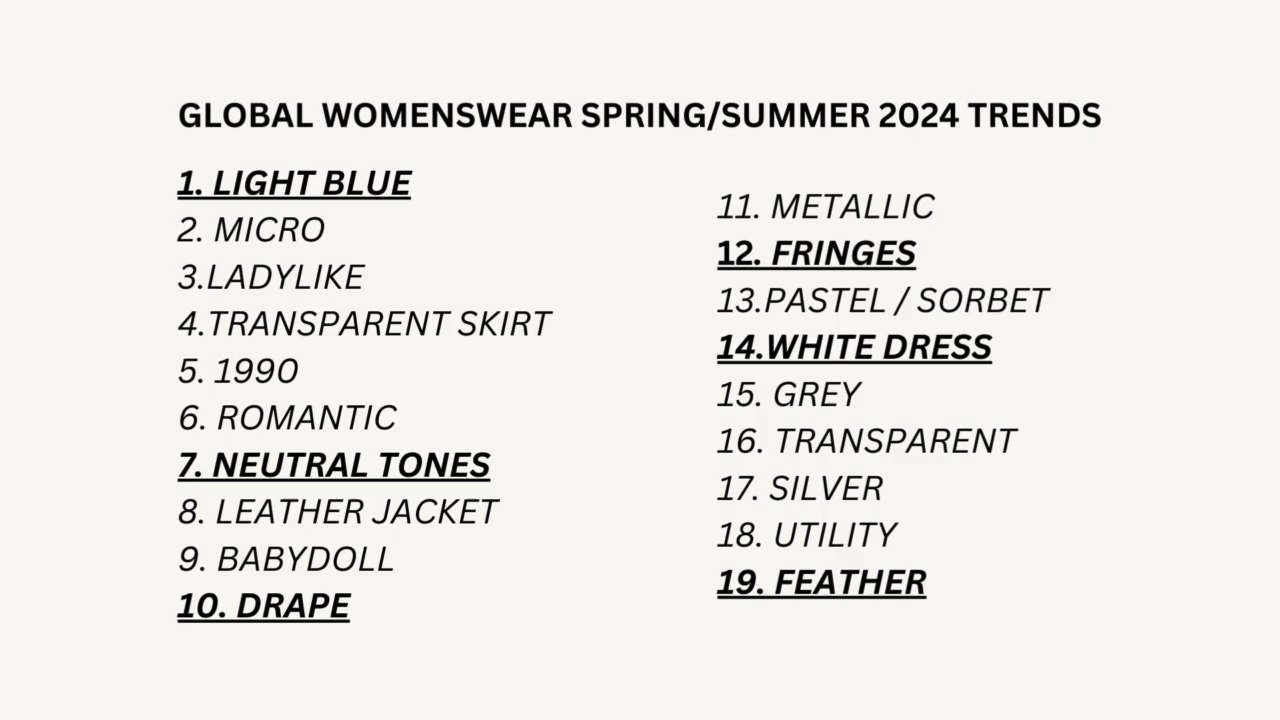 GLOBAL WOMENSWEAR SPRING/SUMMER 2024 TRENDS
1. LIGHT BLUE
2. MICRO
3.LADYLIKE
4.TRANSPARENT SKIRT
5. 1990
6. ROMANTIC
7. NEUTRAL TONES
8. LEATHER JACKET
9. BABYDOLL
10. DRAPE
11. METALLIC
12. FRINGES
13.PASTEL / SORBET
14.WHITE DRESS
15. GREY
16. TRANSPARENT
17. SILVER
18. UTILITY
19. FEATHER